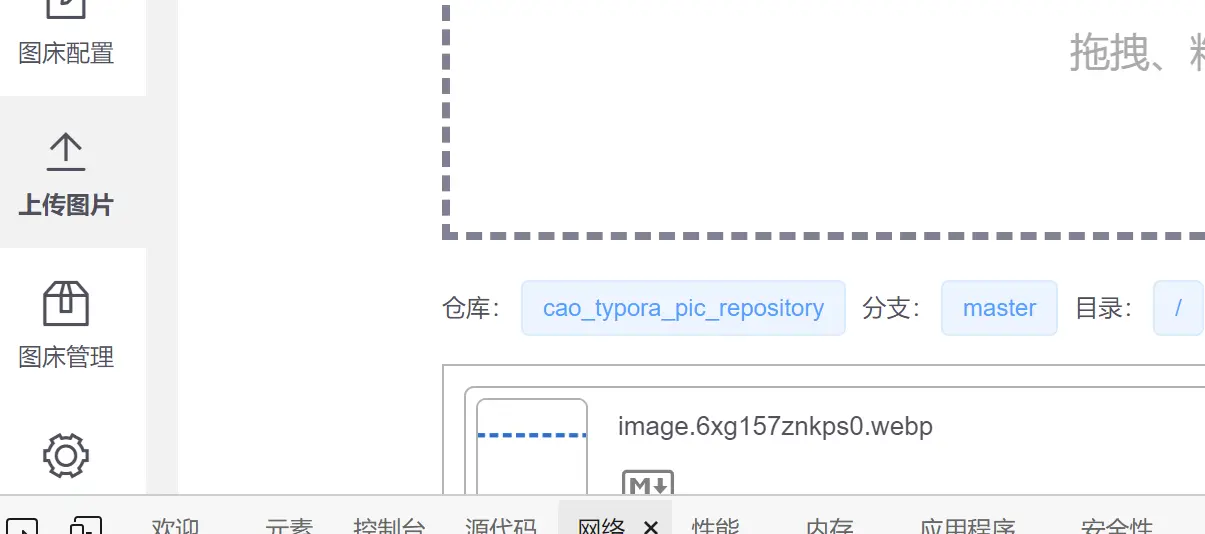 图床配置
拖拽、
上传图片
仓库： cao_typora_pic_repository 分支： master 目录： /
图床管理
image.6xg157znkps0.webp
M
欢迎 元素 控制台 源代码 网络 × 性能 内存 应用程序 安全性